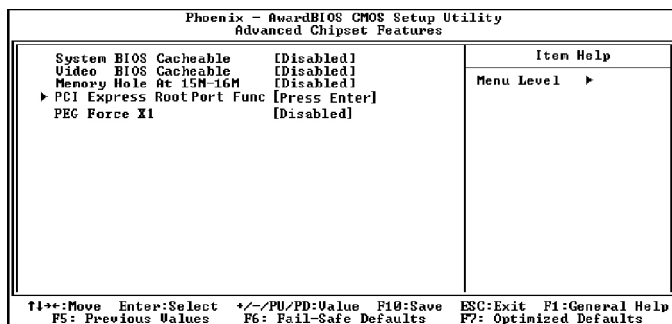 Phoenix - AwardBIOS CMOS Setup Utility
Advanced Chipset Features
System BIOS Cacheable [Disabled]
Video BIOS Cacheable [Disabled]
Memory Hole At 15M-16M [Disabled]
▶ PCI Express Root Port Func [Press Enter]
PEG Force X1 [Disabled]
Item Help
Menu Level ▶
↑↓→←:Move Enter:Select +/-/PU/PD:Value F10:Save ESC:Exit F1:General Help
F5: Previous Values F6: Fail-Safe Defaults F7: Optimized Defaults